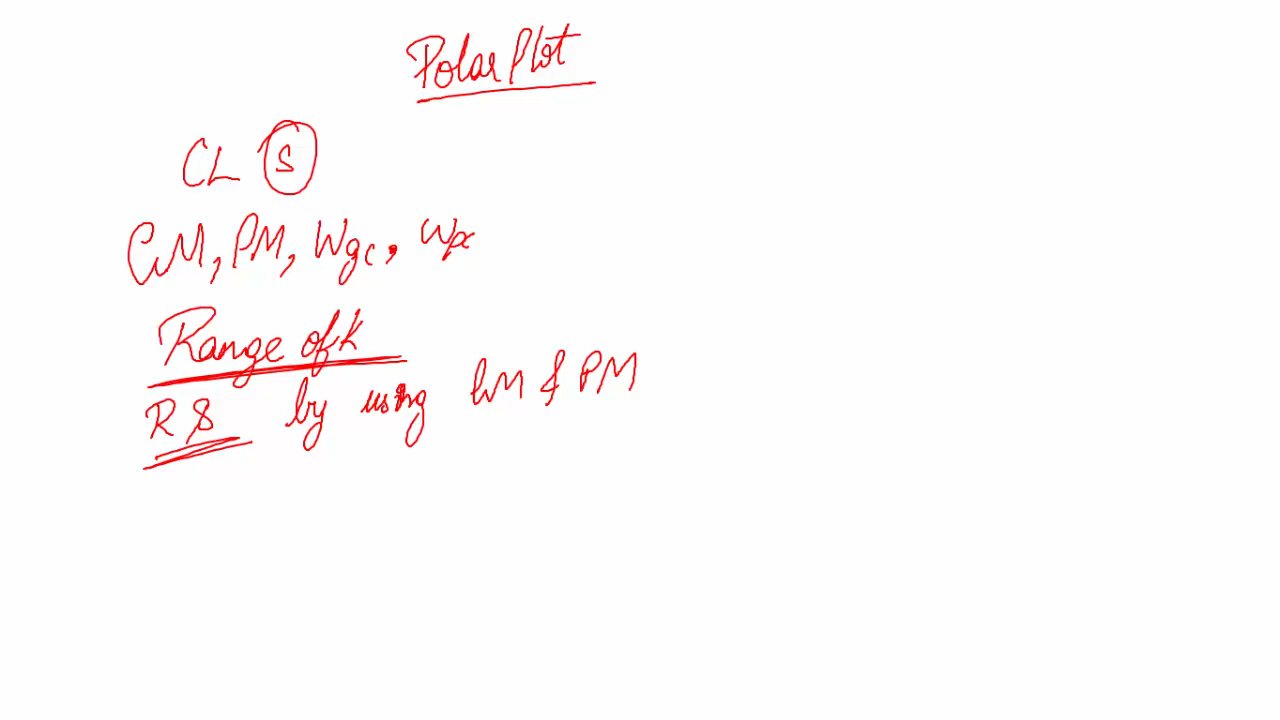 Polar Plot
CL S
GM, PM, Wgc, Wpc
Range of K
RS by using GM & PM